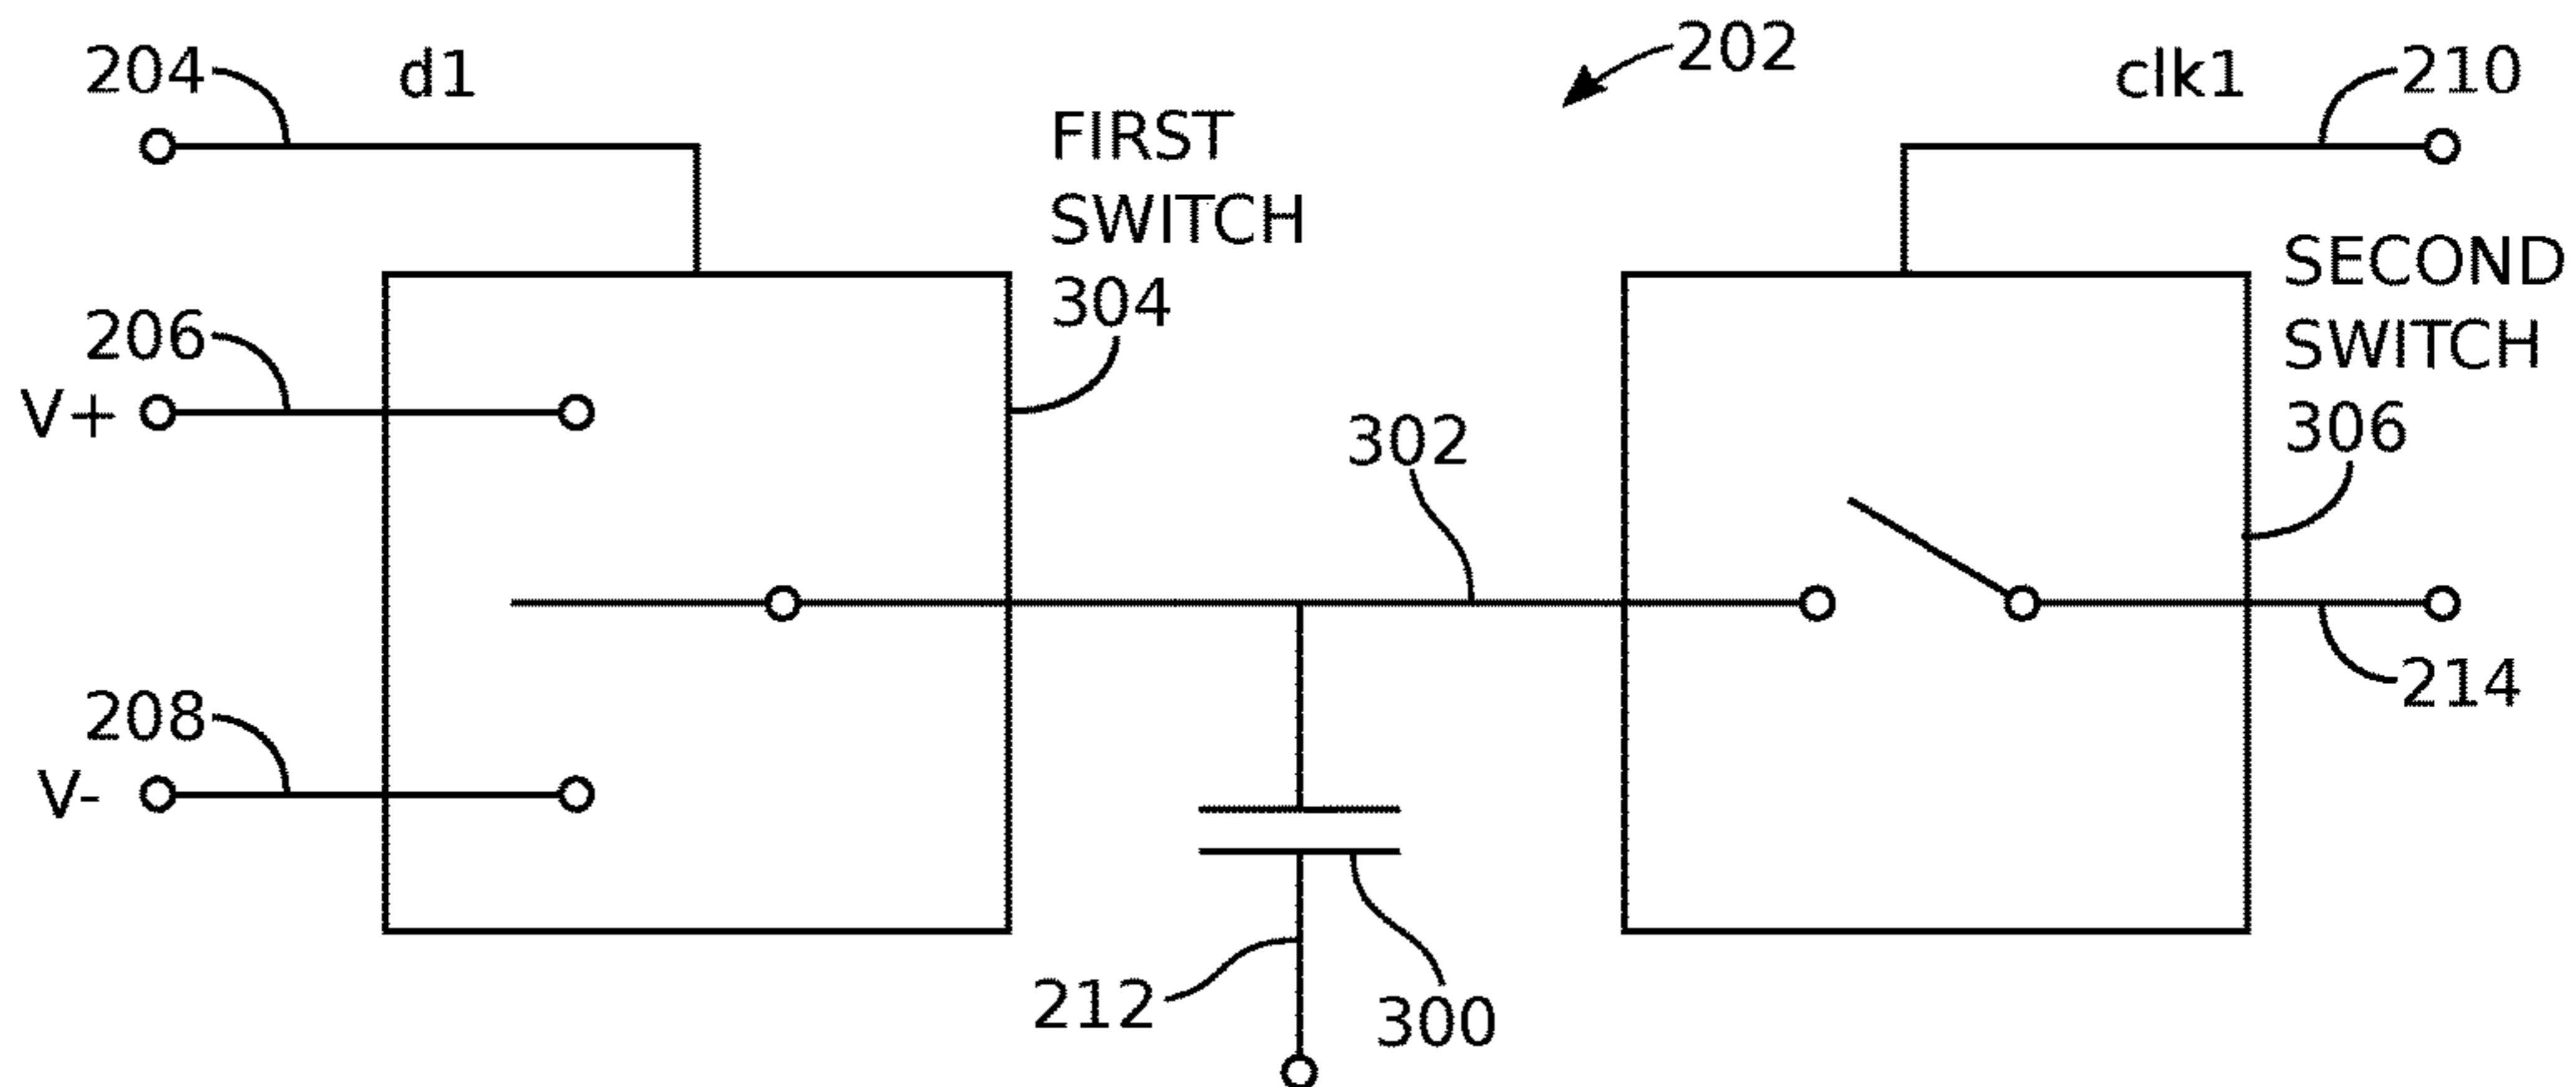 204
d1
202
clk1
210
FIRST
SWITCH
304
SECOND
SWITCH
306
206
V+
302
208
V-
214
212
300